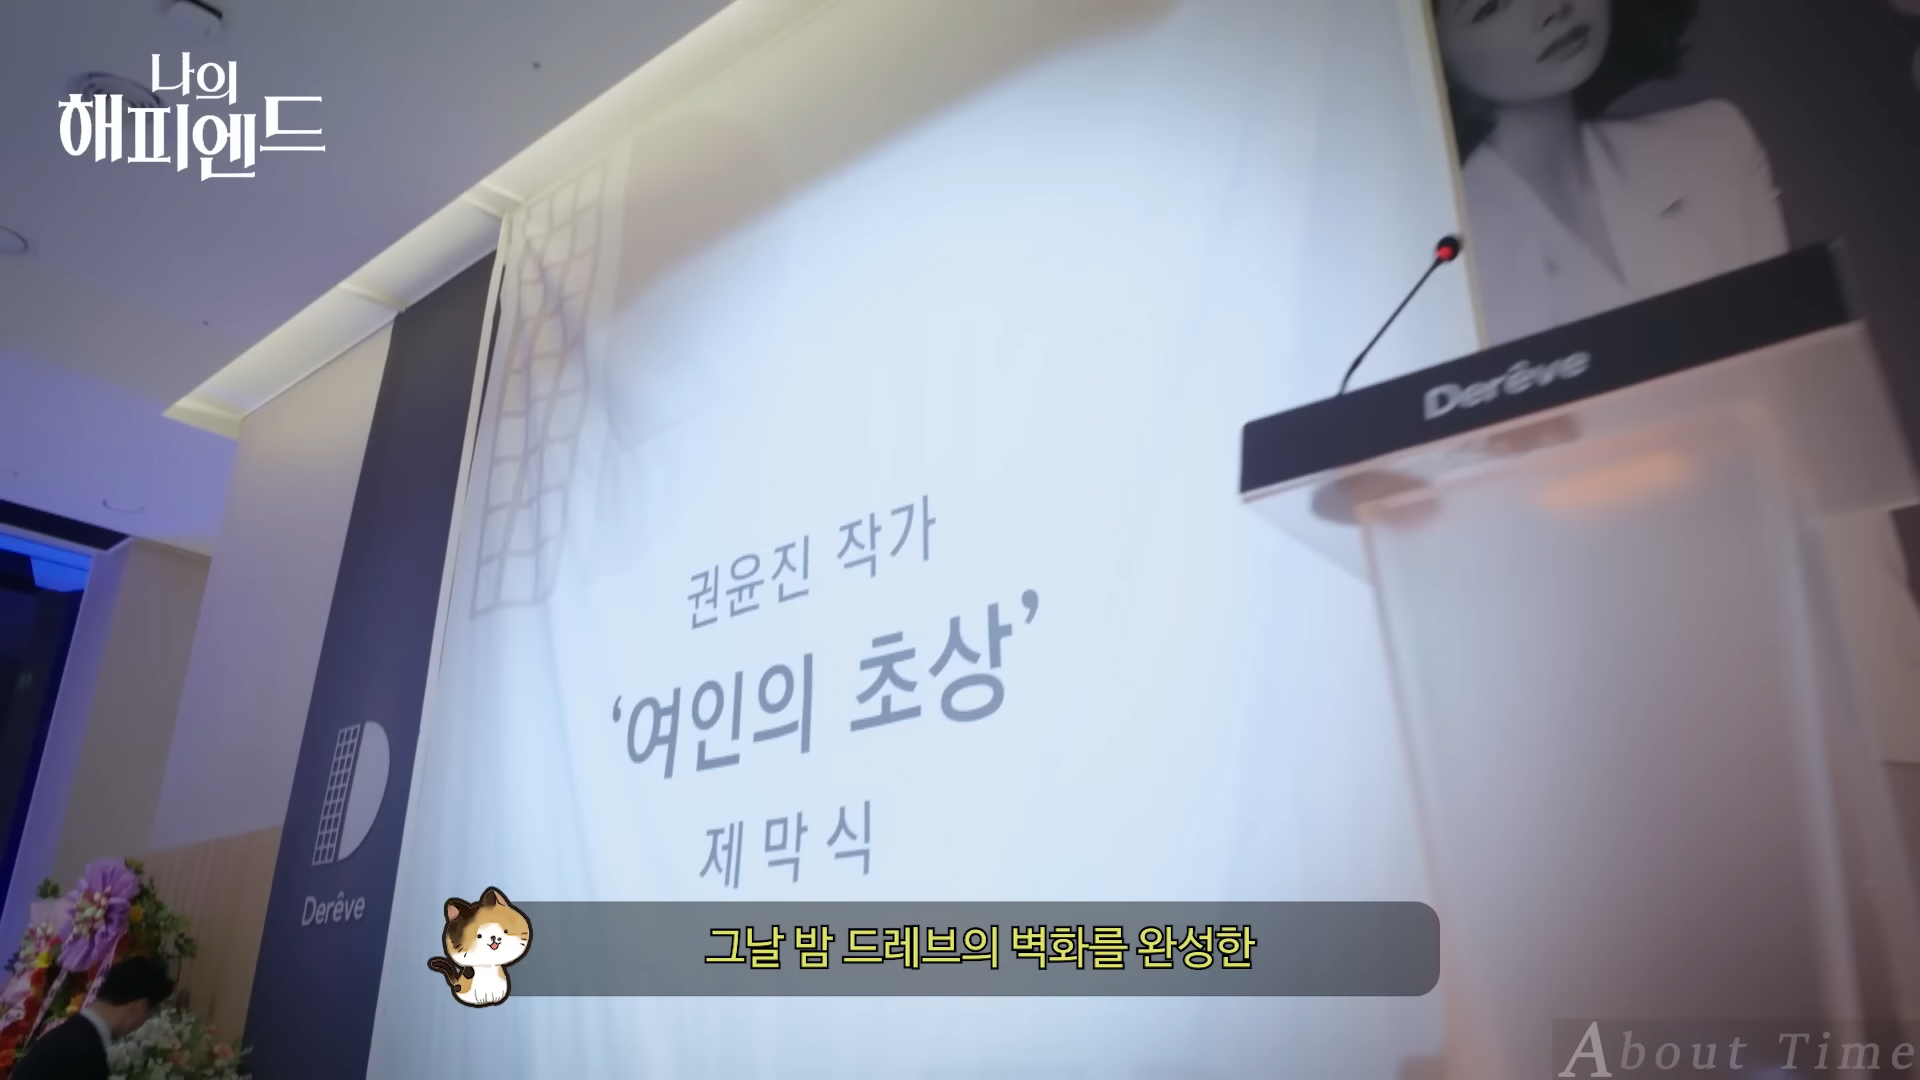 나의
해피엔드
Derêve
권윤진 작가
‘여인의 초상’
제막식
Derêve
그날 밤 드레브의 벽화를 완성한
About Time